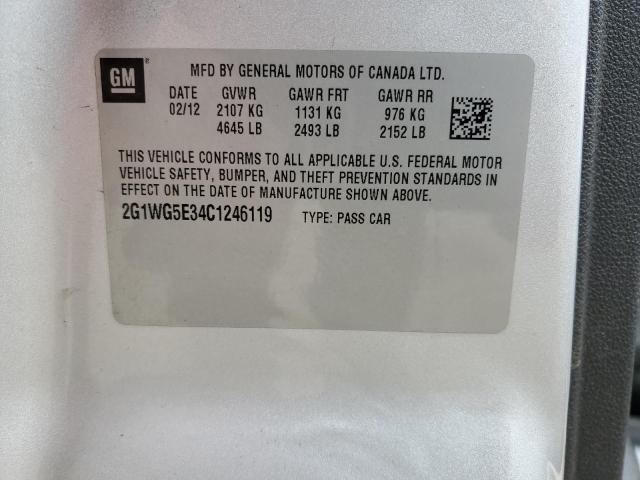 GM ® MFD BY GENERAL MOTORS OF CANADA LTD.
DATE GVWR GAWR FRT GAWR RR
02/12 2107 KG 1131 KG 976 KG
4645 LB 2493 LB 2152 LB
THIS VEHICLE CONFORMS TO ALL APPLICABLE U.S. FEDERAL MOTOR
VEHICLE SAFETY, BUMPER, AND THEFT PREVENTION STANDARDS IN
EFFECT ON THE DATE OF MANUFACTURE SHOWN ABOVE.
2G1WG5E34C1246119 TYPE: PASS CAR